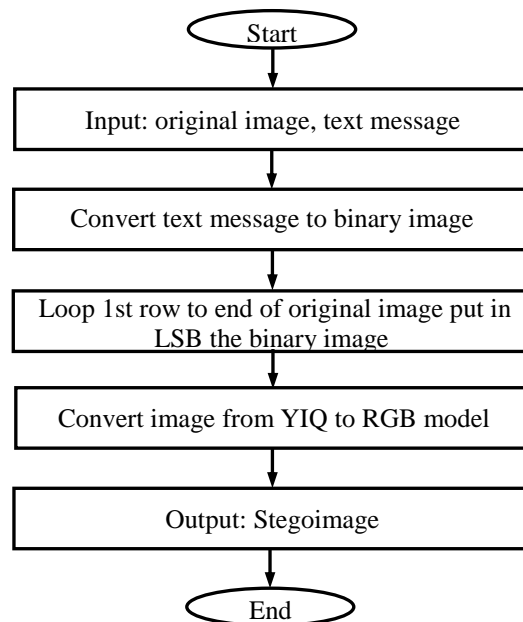 Start
Input: original image, text message
Convert text message to binary image
Loop 1st row to end of original image put in
LSB the binary image
Convert image from YIQ to RGB model
Output: Stegoimage
End